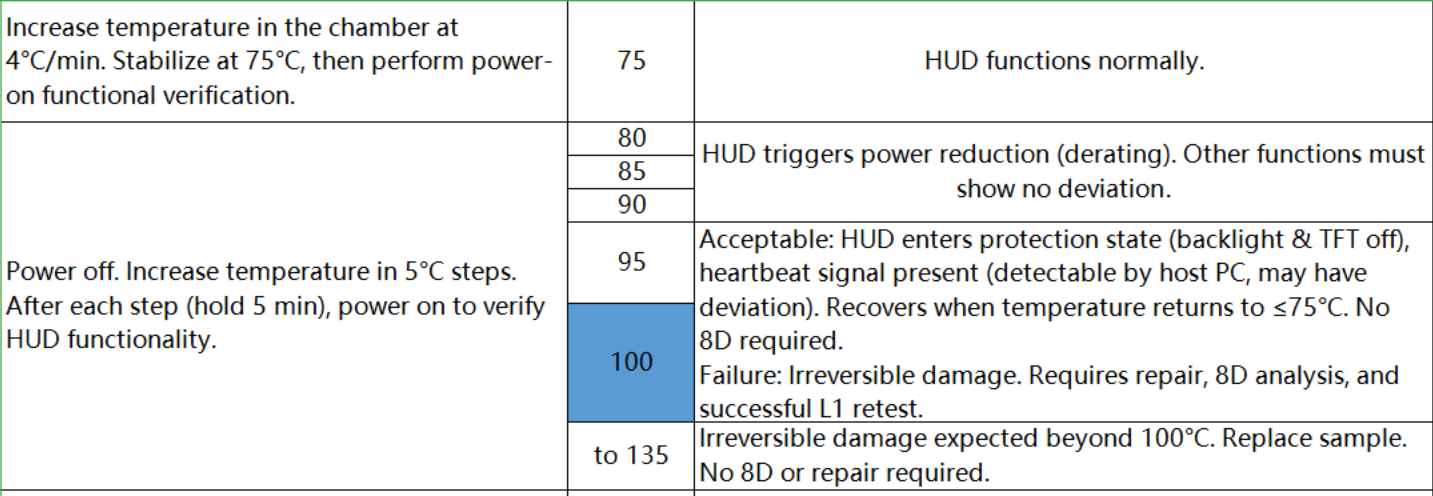 Increase temperature in the chamber at
4°C/min. Stabilize at 75°C, then perform power-
on functional verification.
75
HUD functions normally.
Power off. Increase temperature in 5°C steps.
After each step (hold 5 min), power on to verify
HUD functionality.
80
85
90
HUD triggers power reduction (derating). Other functions must
show no deviation.
95
100
Acceptable: HUD enters protection state (backlight & TFT off),
heartbeat signal present (detectable by host PC, may have
deviation). Recovers when temperature returns to ≤75°C. No
8D required.
Failure: Irreversible damage. Requires repair, 8D analysis, and
successful L1 retest.
to 135
Irreversible damage expected beyond 100°C. Replace sample.
No 8D or repair required.